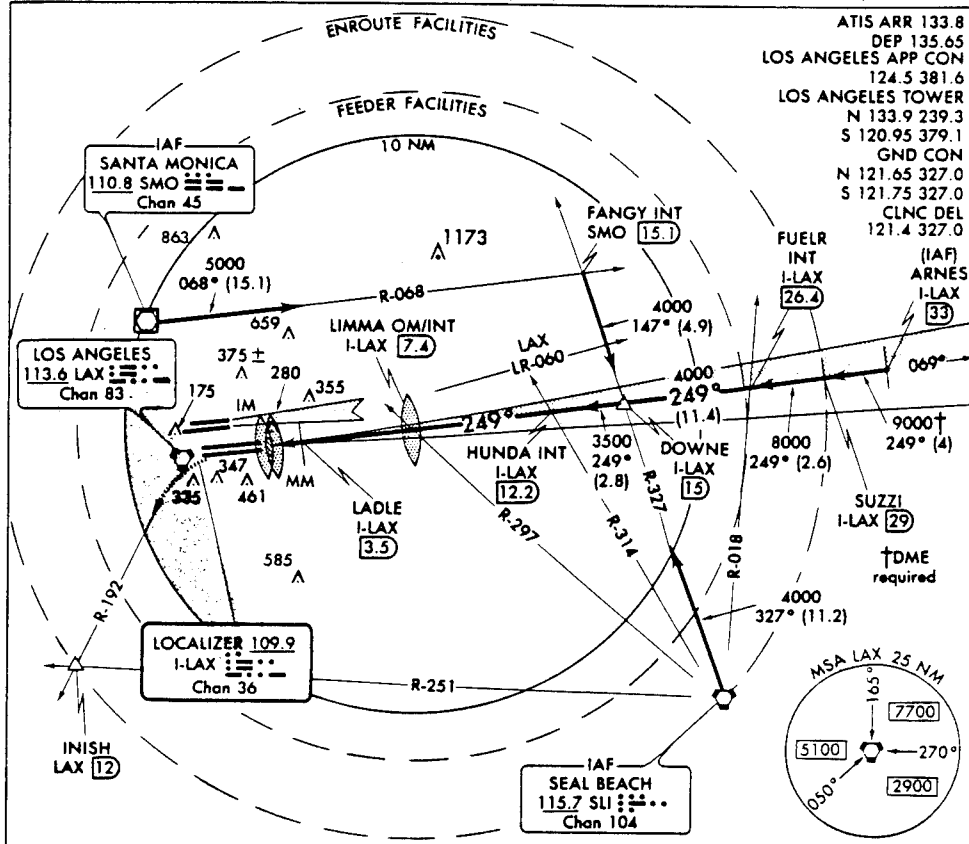 ENROUTE FACILITIES
FEEDER FACILITIES
10 NM
ATIS ARR 133.8
DEP 135.65
LOS ANGELES APP CON
124.5 381.6
LOS ANGELES TOWER
N 133.9 239.3
S 120.95 379.1
GND CON
N 121.65 327.0
S 121.75 327.0
CLNC DEL
121.4 327.0
IAF
SANTA MONICA
110.8 SMO
Chan 45
863
1173
FANGY INT
SMO 15.1
FUELR
INT
I-LAX
26.4
(IAF)
ARNES
I-LAX
33
5000
068° (15.1)
R-068
659
LIMMA OM/INT
I-LAX 7.4
LAX
LR-060
4000
147° (4.9)
4000
249°
(11.4)
069°
LOS ANGELES
113.6 LAX
Chan 83
375 ±
280
175
355
IM
249°
347
335
461
MM
LADLE
I-LAX
3.5
HUNDA INT
I-LAX
12.2
3500
249°
(2.8)
DOWNE
I-LAX
15
8000
249° (2.6)
9000†
249° (4)
SUZZI
I-LAX 29
†DME
required
R-297
R-314
R-327
R-018
585
R-192
4000
327° (11.2)
LOCALIZER 109.9
I-LAX
Chan 36
R-251
INISH
LAX 12
IAF
SEAL BEACH
115.7 SLI
Chan 104
MSA LAX 25 NM
165°
7700
5100
270°
050°
2900